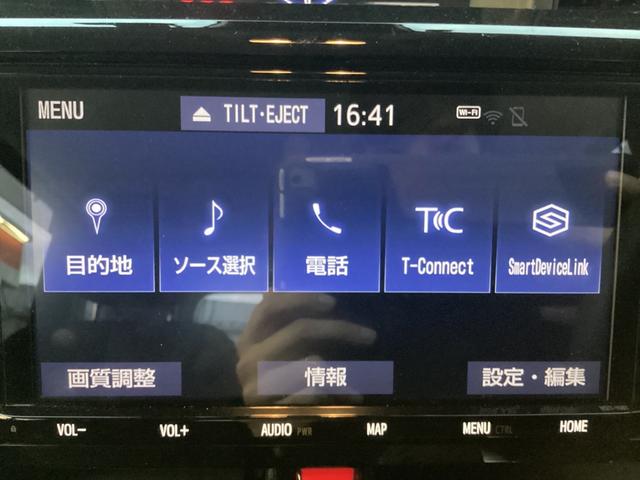 MENU
TILT・EJECT
16:41
Wi-Fi
目的地
ソース選択
電話
TC
T-Connect
SmartDeviceLink
画質調整
情報
設定・編集
VOL−
VOL+
AUDIO PWR
MAP
MENU CTRL
HOME